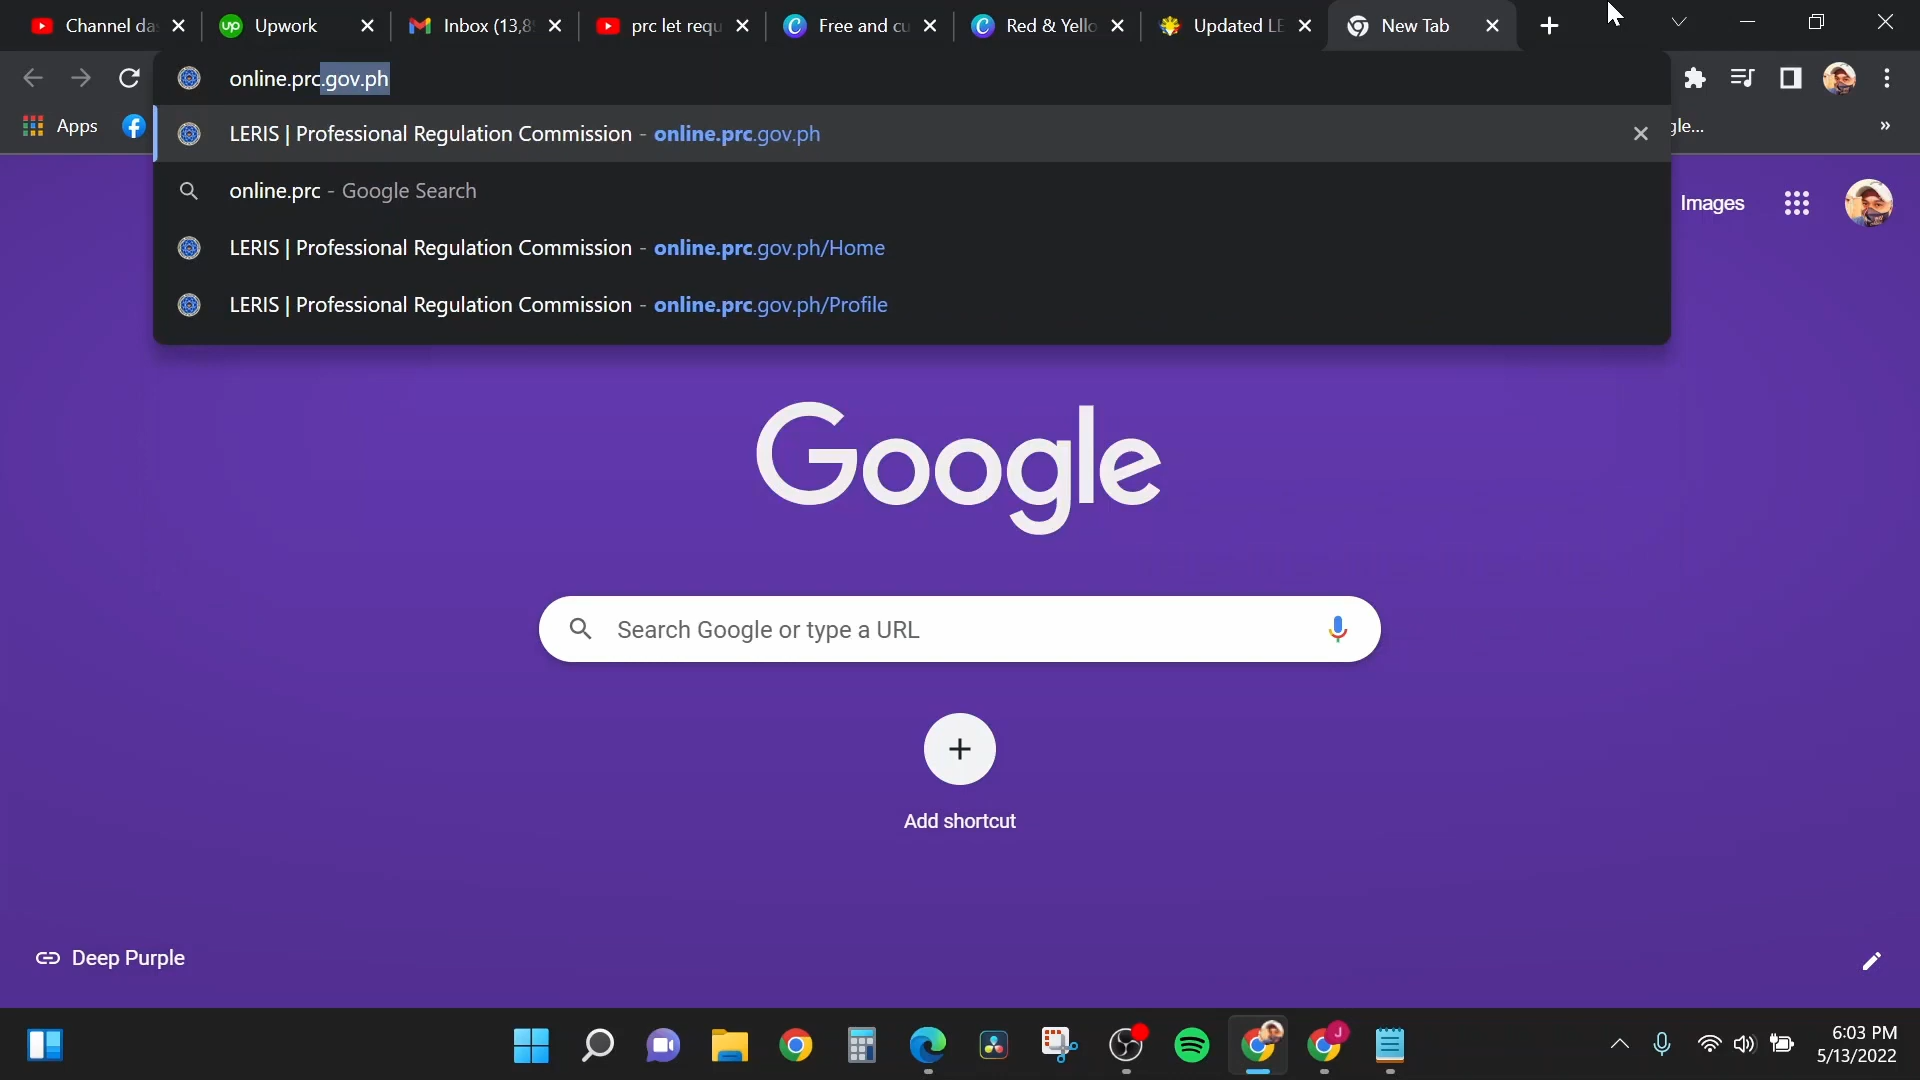 Channel da
Upwork
Inbox (13,8
prc let requ
Free and cu
Red & Yello
Updated LE
New Tab
online.prc.gov.ph
Apps
LERIS | Professional Regulation Commission - online.prc.gov.ph
gle...
»
online.prc - Google Search
Images
LERIS | Professional Regulation Commission - online.prc.gov.ph/Home
LERIS | Professional Regulation Commission - online.prc.gov.ph/Profile
Google
Search Google or type a URL
Add shortcut
Deep Purple
6:03 PM
5/13/2022